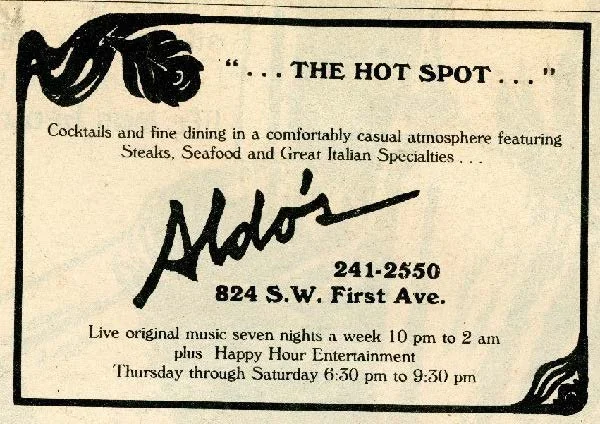 “ . . . THE HOT SPOT . . . ”
Cocktails and fine dining in a comfortably casual atmosphere featuring
Steaks, Seafood and Great Italian Specialties . . .
Aldo's
241-2550
824 S.W. First Ave.
Live original music seven nights a week 10 pm to 2 am
plus Happy Hour Entertainment
Thursday through Saturday 6:30 pm to 9:30 pm